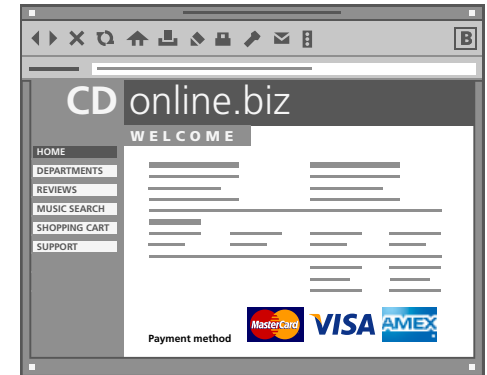 B
CD online.biz
WELCOME
HOME
DEPARTMENTS
REVIEWS
MUSIC SEARCH
SHOPPING CART
SUPPORT
Payment method MasterCard VISA AMEX